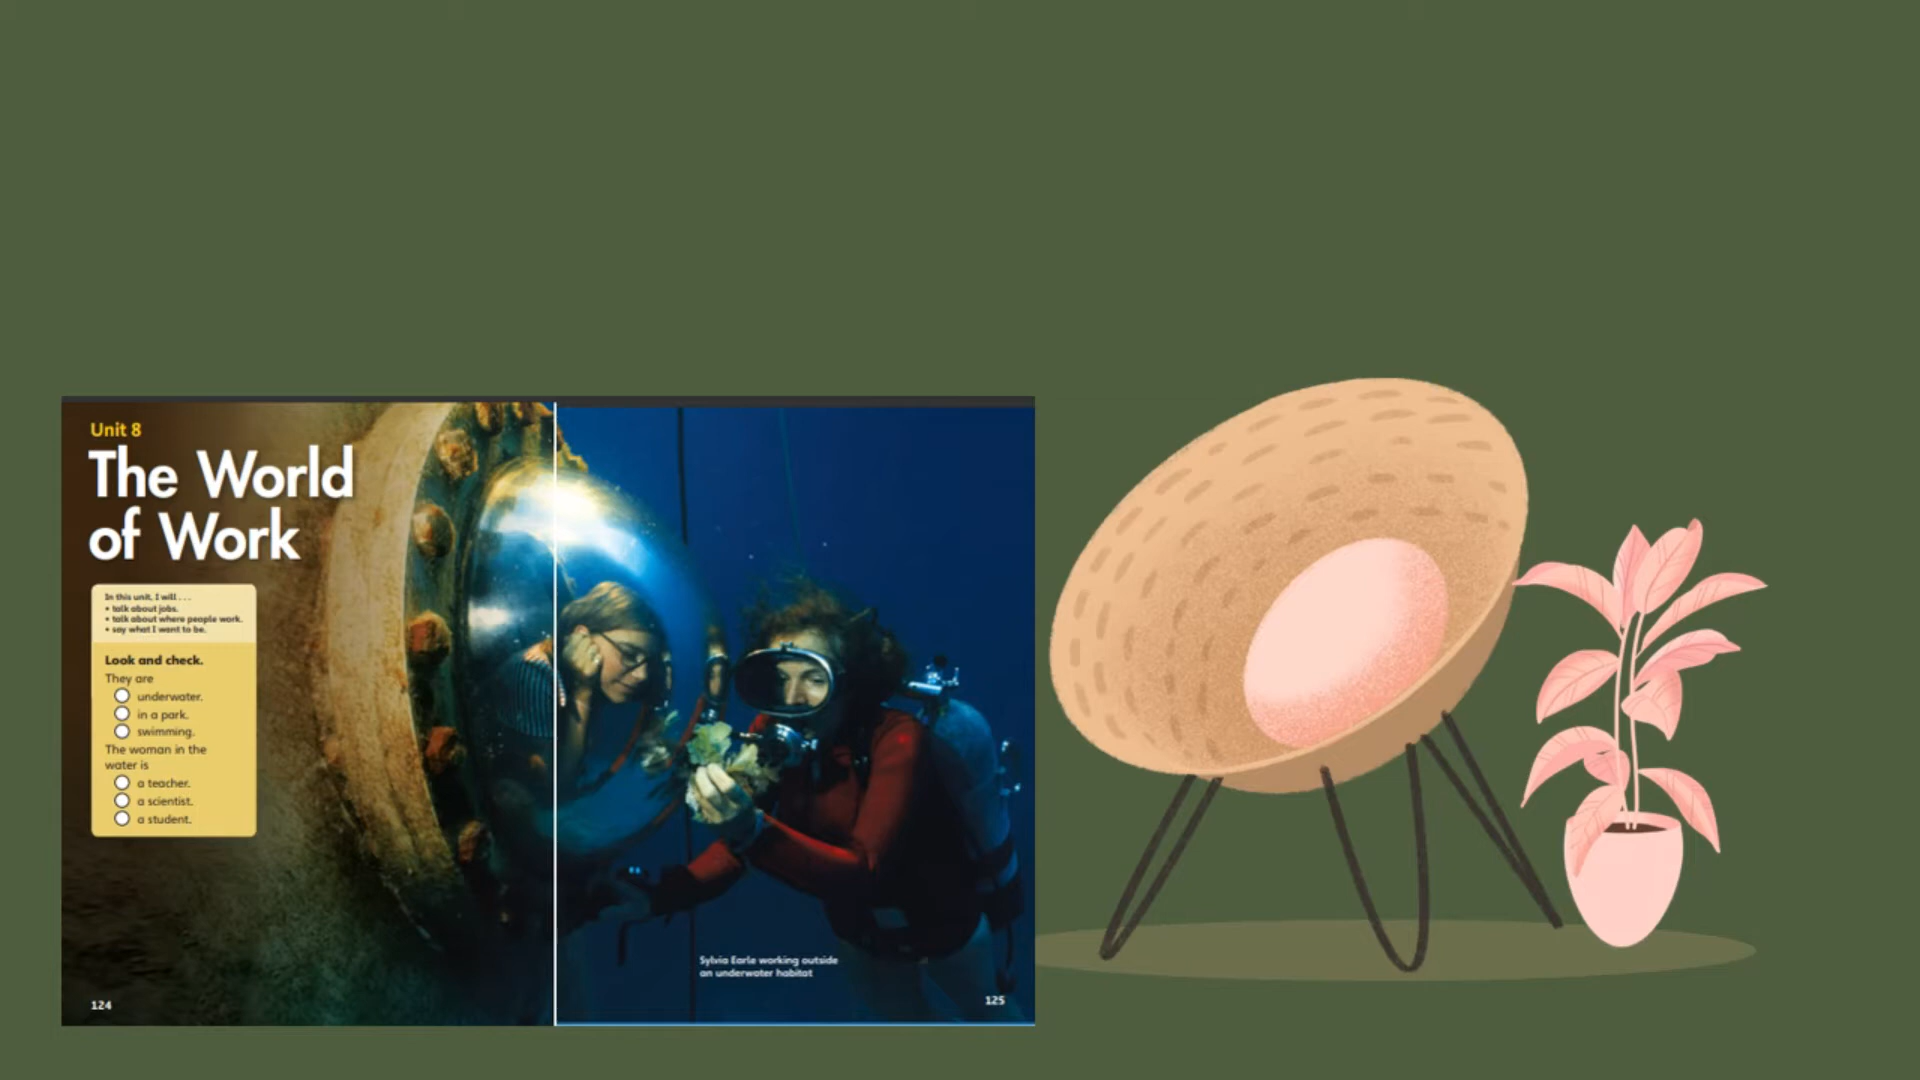 Unit 8
The World
of Work
In this unit, I will . . .
• talk about jobs.
• talk about where people work.
• say what I want to be.
Look and check.
They are
underwater.
in a park.
swimming.
The woman in the
water is
a teacher.
a scientist.
a student.
124
Sylvia Earle working outside
an underwater habitat
125